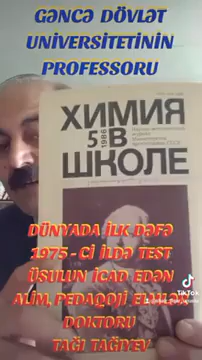 GƏNCƏ DÖVLƏT
UNİVERSİTETİNİN
PROFESSORU
ХИМИЯ
5 1986 В
ШКОЛЕ
DÜNYADA İLK DƏFƏ
1975 - Cİ İLDƏ TEST
ÜSULUN İCAD EDƏN
ALİM, PEDAQOJİ ELMLƏR
DOKTORU
TAĞI TAĞIYEV
TikTok